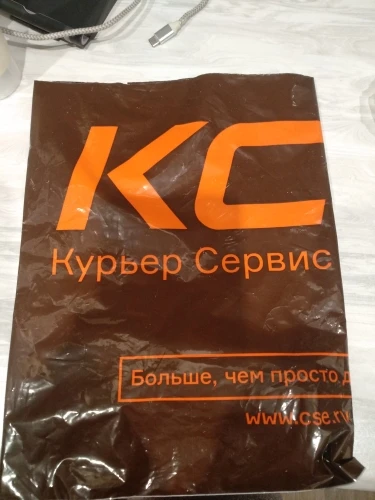 КС
Курьер Сервис
Больше, чем просто
www.cse.ru